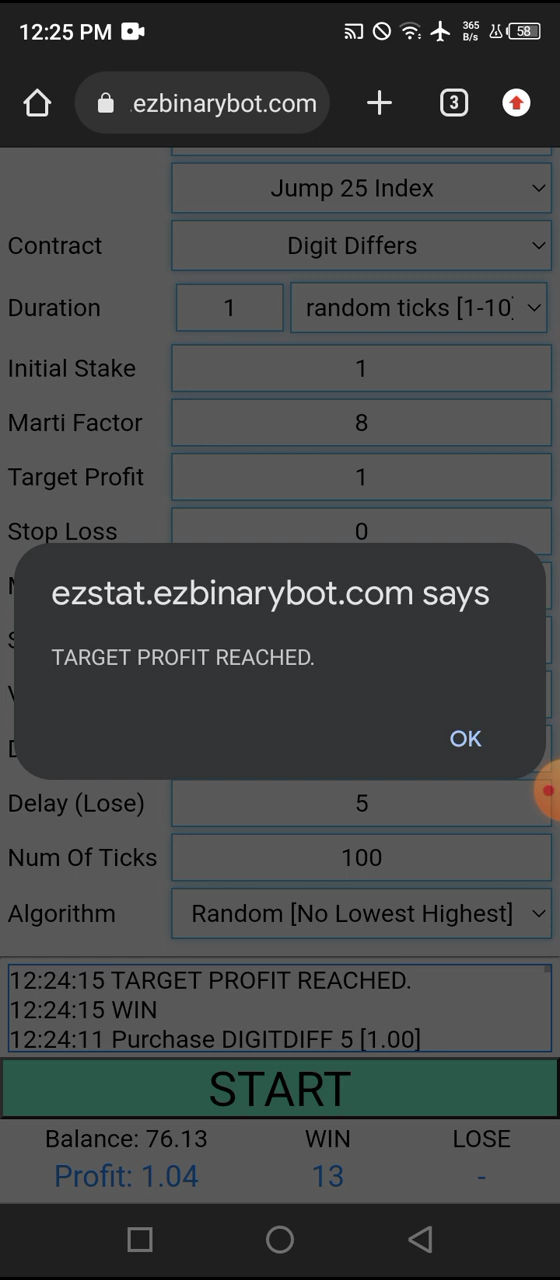 12:25 PM
365 B/s
58
.ezbinarybot.com
3
Jump 25 Index
Contract Digit Differs
Duration 1 random ticks [1-10]
Initial Stake 1
Marti Factor 8
Target Profit 1
Stop Loss 0
ezstat.ezbinarybot.com says
TARGET PROFIT REACHED.
OK
Delay (Lose) 5
Num Of Ticks 100
Algorithm Random [No Lowest Highest]
12:24:15 TARGET PROFIT REACHED.
12:24:15 WIN
12:24:11 Purchase DIGITDIFF 5 [1.00]
START
Balance: 76.13 WIN LOSE
Profit: 1.04 13 -